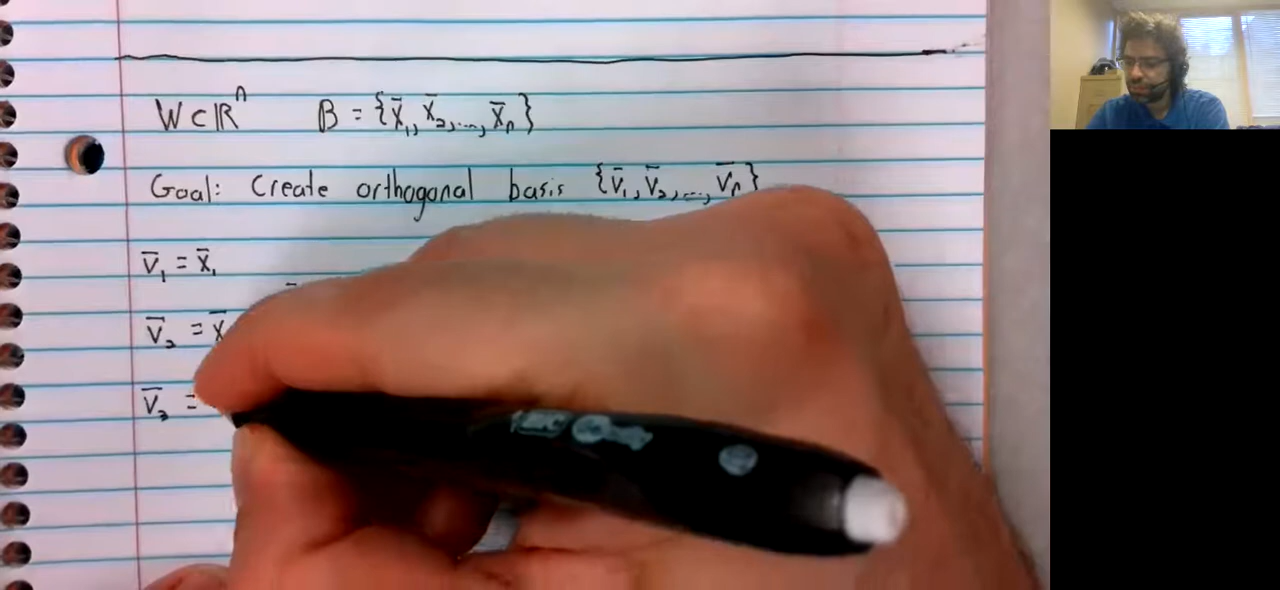 W⊂ℝⁿ B = {x̄₁, x̄₂, ..., x̄ₙ}
Goal: Create orthogonal basis {v̄₁, v̄₂, ..., v̄ₙ}
v̄₁ = x̄₁
v̄₂ = x̄
v̄₃ =